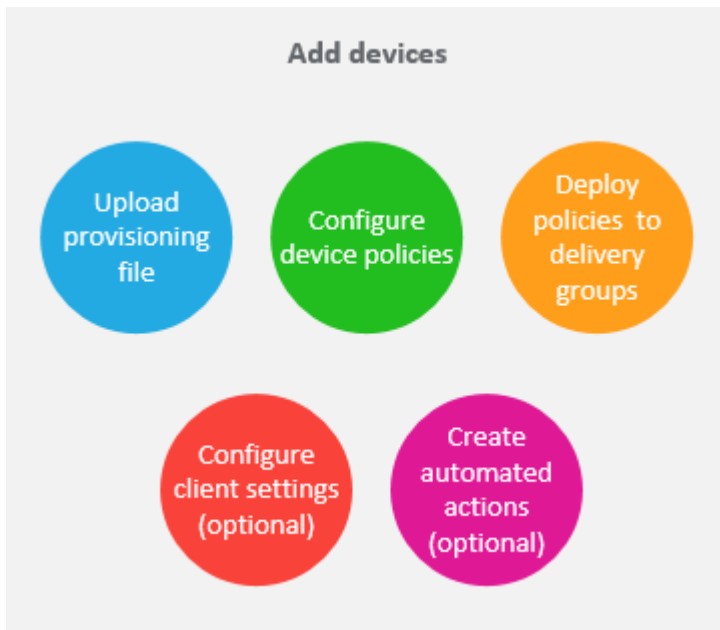 Add devices
Upload
provisioning
file
Configure
device policies
Deploy
policies  to
delivery
groups
Configure
client settings
(optional)
Create
automated
actions
(optional)